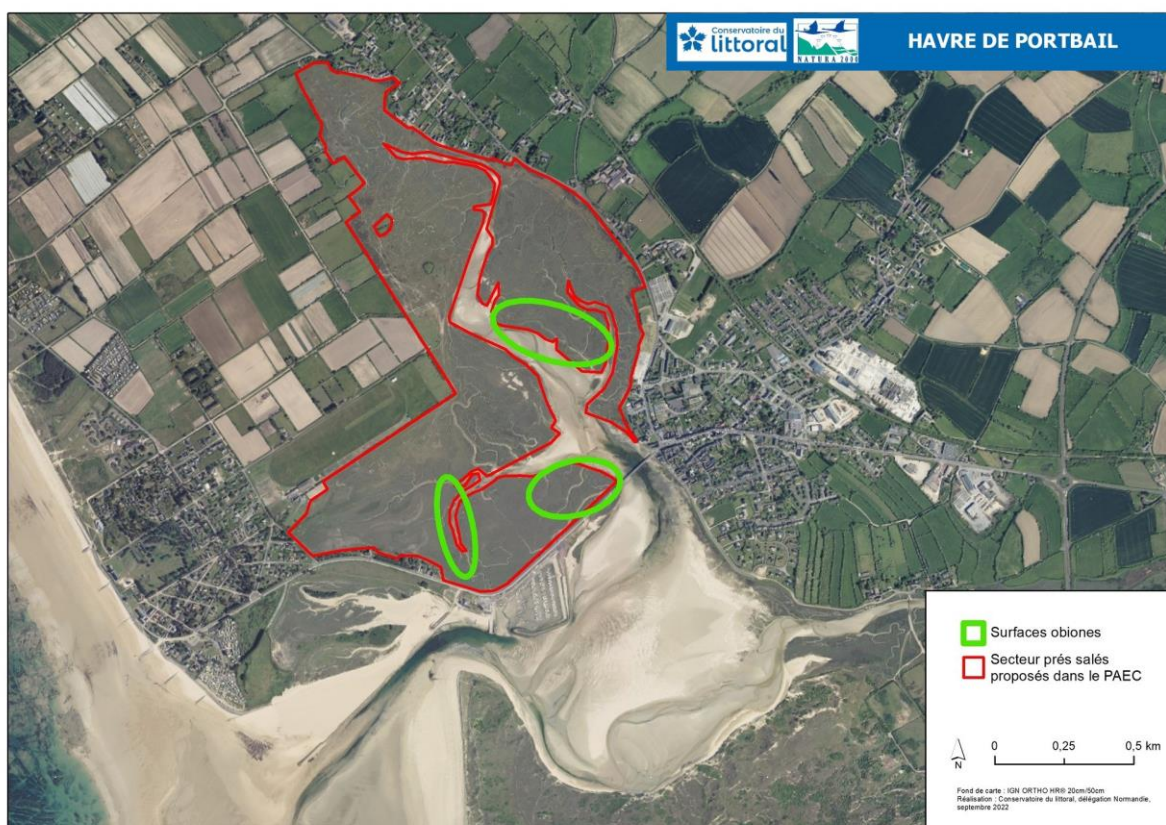 Conservatoire du
littoral
NATURA 2000
HAVRE DE PORTBAIL
Surfaces obiones
Secteur prés salés
proposés dans le PAEC
N
0 0,25 0,5 km
Fond de carte : IGN ORTHO HR® 20cm/50cm
Réalisation : Conservatoire du littoral, délégation Normandie,
septembre 2022